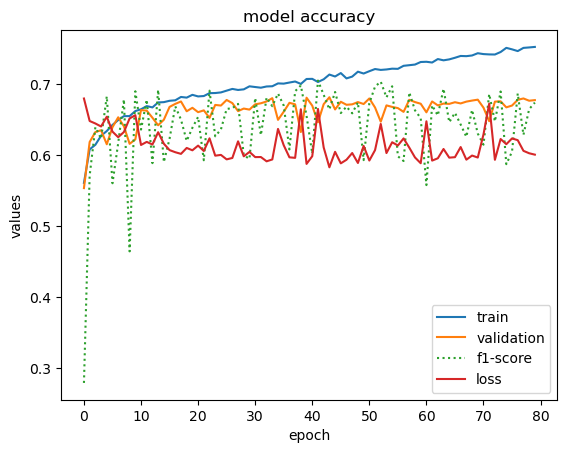 model accuracy
values
0.7
0.6
0.5
0.4
0.3
train
validation
f1-score
loss
0 10 20 30 40 50 60 70 80
epoch